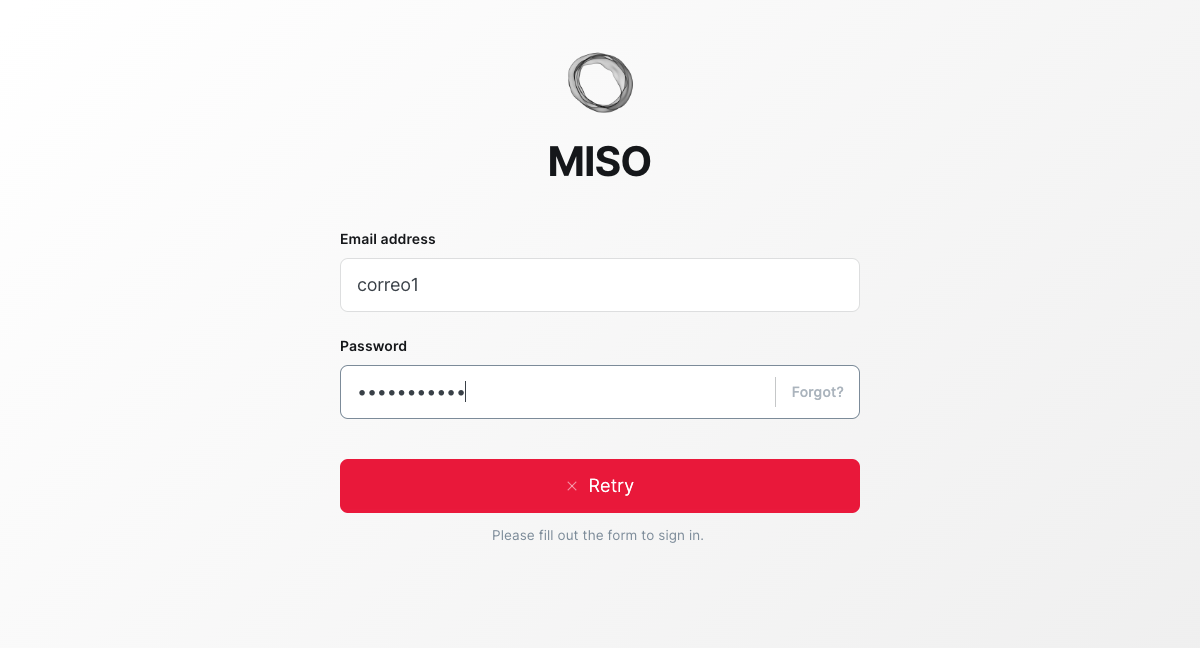 MISO
Email address
correo1
Password
•••••••••••
Forgot?
× Retry
Please fill out the form to sign in.